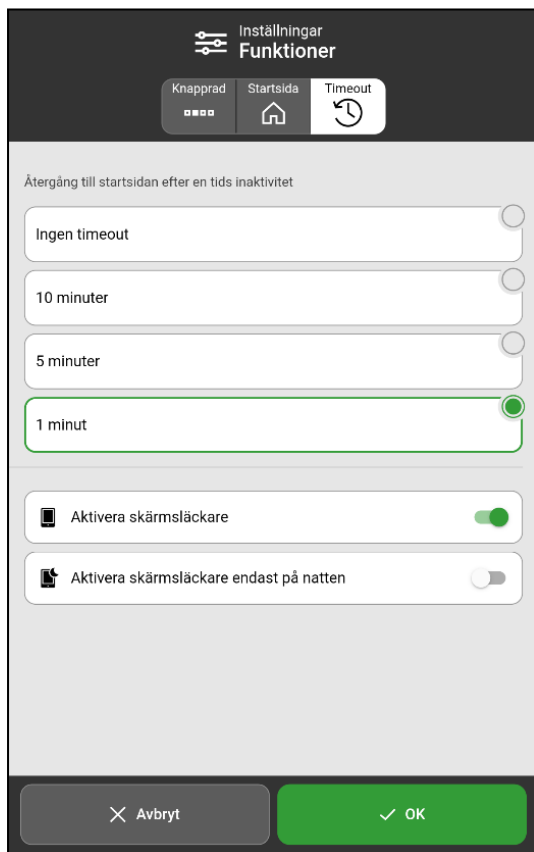 Inställningar
Funktioner
Knapprad Startsida Timeout
Återgång till startsidan efter en tids inaktivitet
Ingen timeout
10 minuter
5 minuter
1 minut
Aktivera skärmsläckare
Aktivera skärmsläckare endast på natten
Avbryt OK